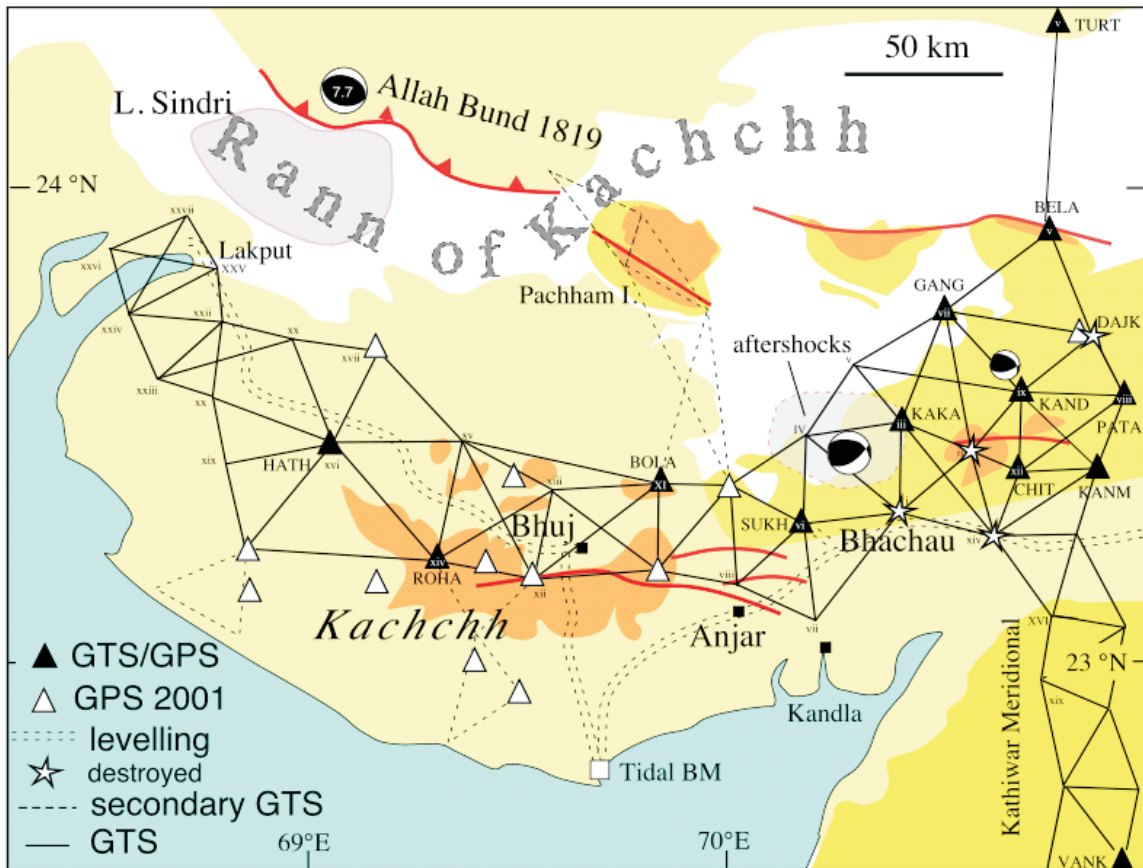 TURT
50 km
7.7
Allah Bund 1819
L. Sindri
Rann of Kachchh
24 °N
BELA
xxvii
Lakput
xxv
xxvi
Pachham I.
GANG
vii
DAJK
xxiv
xxii
xx
xvii
aftershocks
v
xxiii
xx
ix
KAND
viii
PATA
KAKA
iii
IV
xv
xix
HATH
xvi
BOLA
XI
xiii
xii
CHIT
KANM
Bhuj
SUKH
vi
Bhachau
xiv
xiv
ROHA
xii
viii
Kachchh
Anjar
vii
XVI
GTS/GPS
23 °N
GPS 2001
xix
Kandla
levelling
destroyed
Tidal BM
Kathiwar Meridional
secondary GTS
GTS
69°E
70°E
VANK